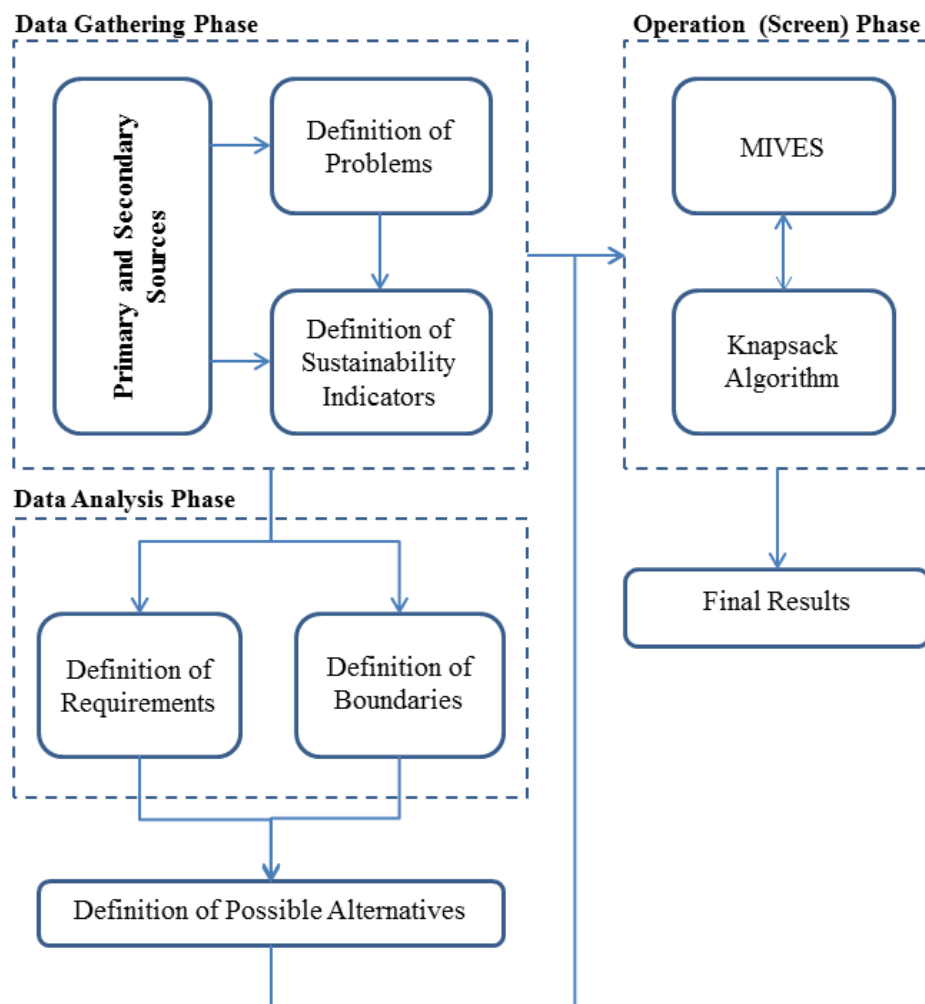 Data Gathering Phase
Primary and Secondary
Sources
Definition of
Problems
Definition of
Sustainability
Indicators
Operation (Screen) Phase
MIVES
Knapsack
Algorithm
Final Results
Data Analysis Phase
Definition of
Requirements
Definition of
Boundaries
Definition of Possible Alternatives